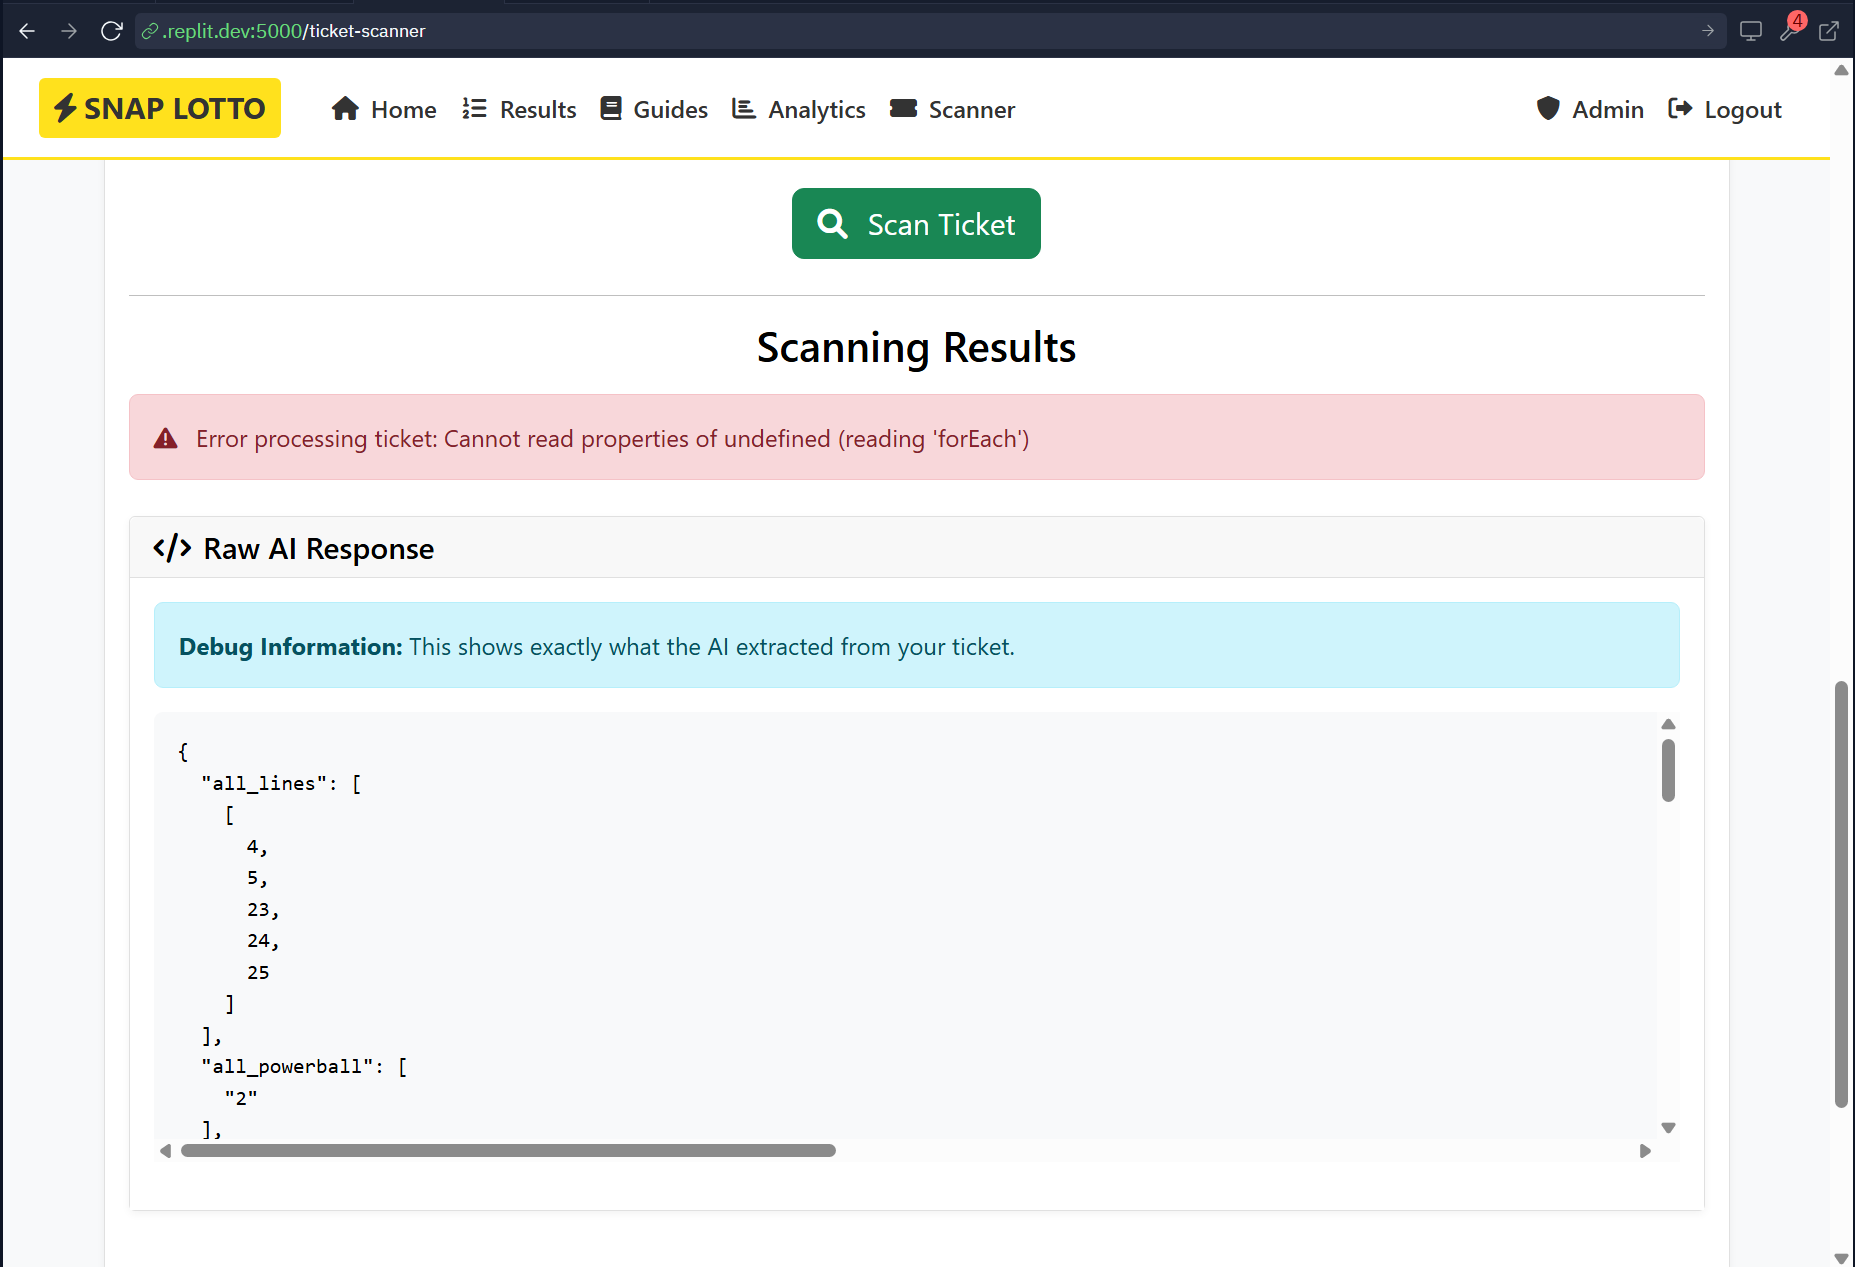 .replit.dev:5000/ticket-scanner
4
SNAP LOTTO
Home
Results
Guides
Analytics
Scanner
Admin
Logout
Scan Ticket
Scanning Results
Error processing ticket: Cannot read properties of undefined (reading 'forEach')
</> Raw AI Response
Debug Information: This shows exactly what the AI extracted from your ticket.
{
"all_lines": [
[
4,
5,
23,
24,
25
]
],
"all_powerball": [
"2"
],